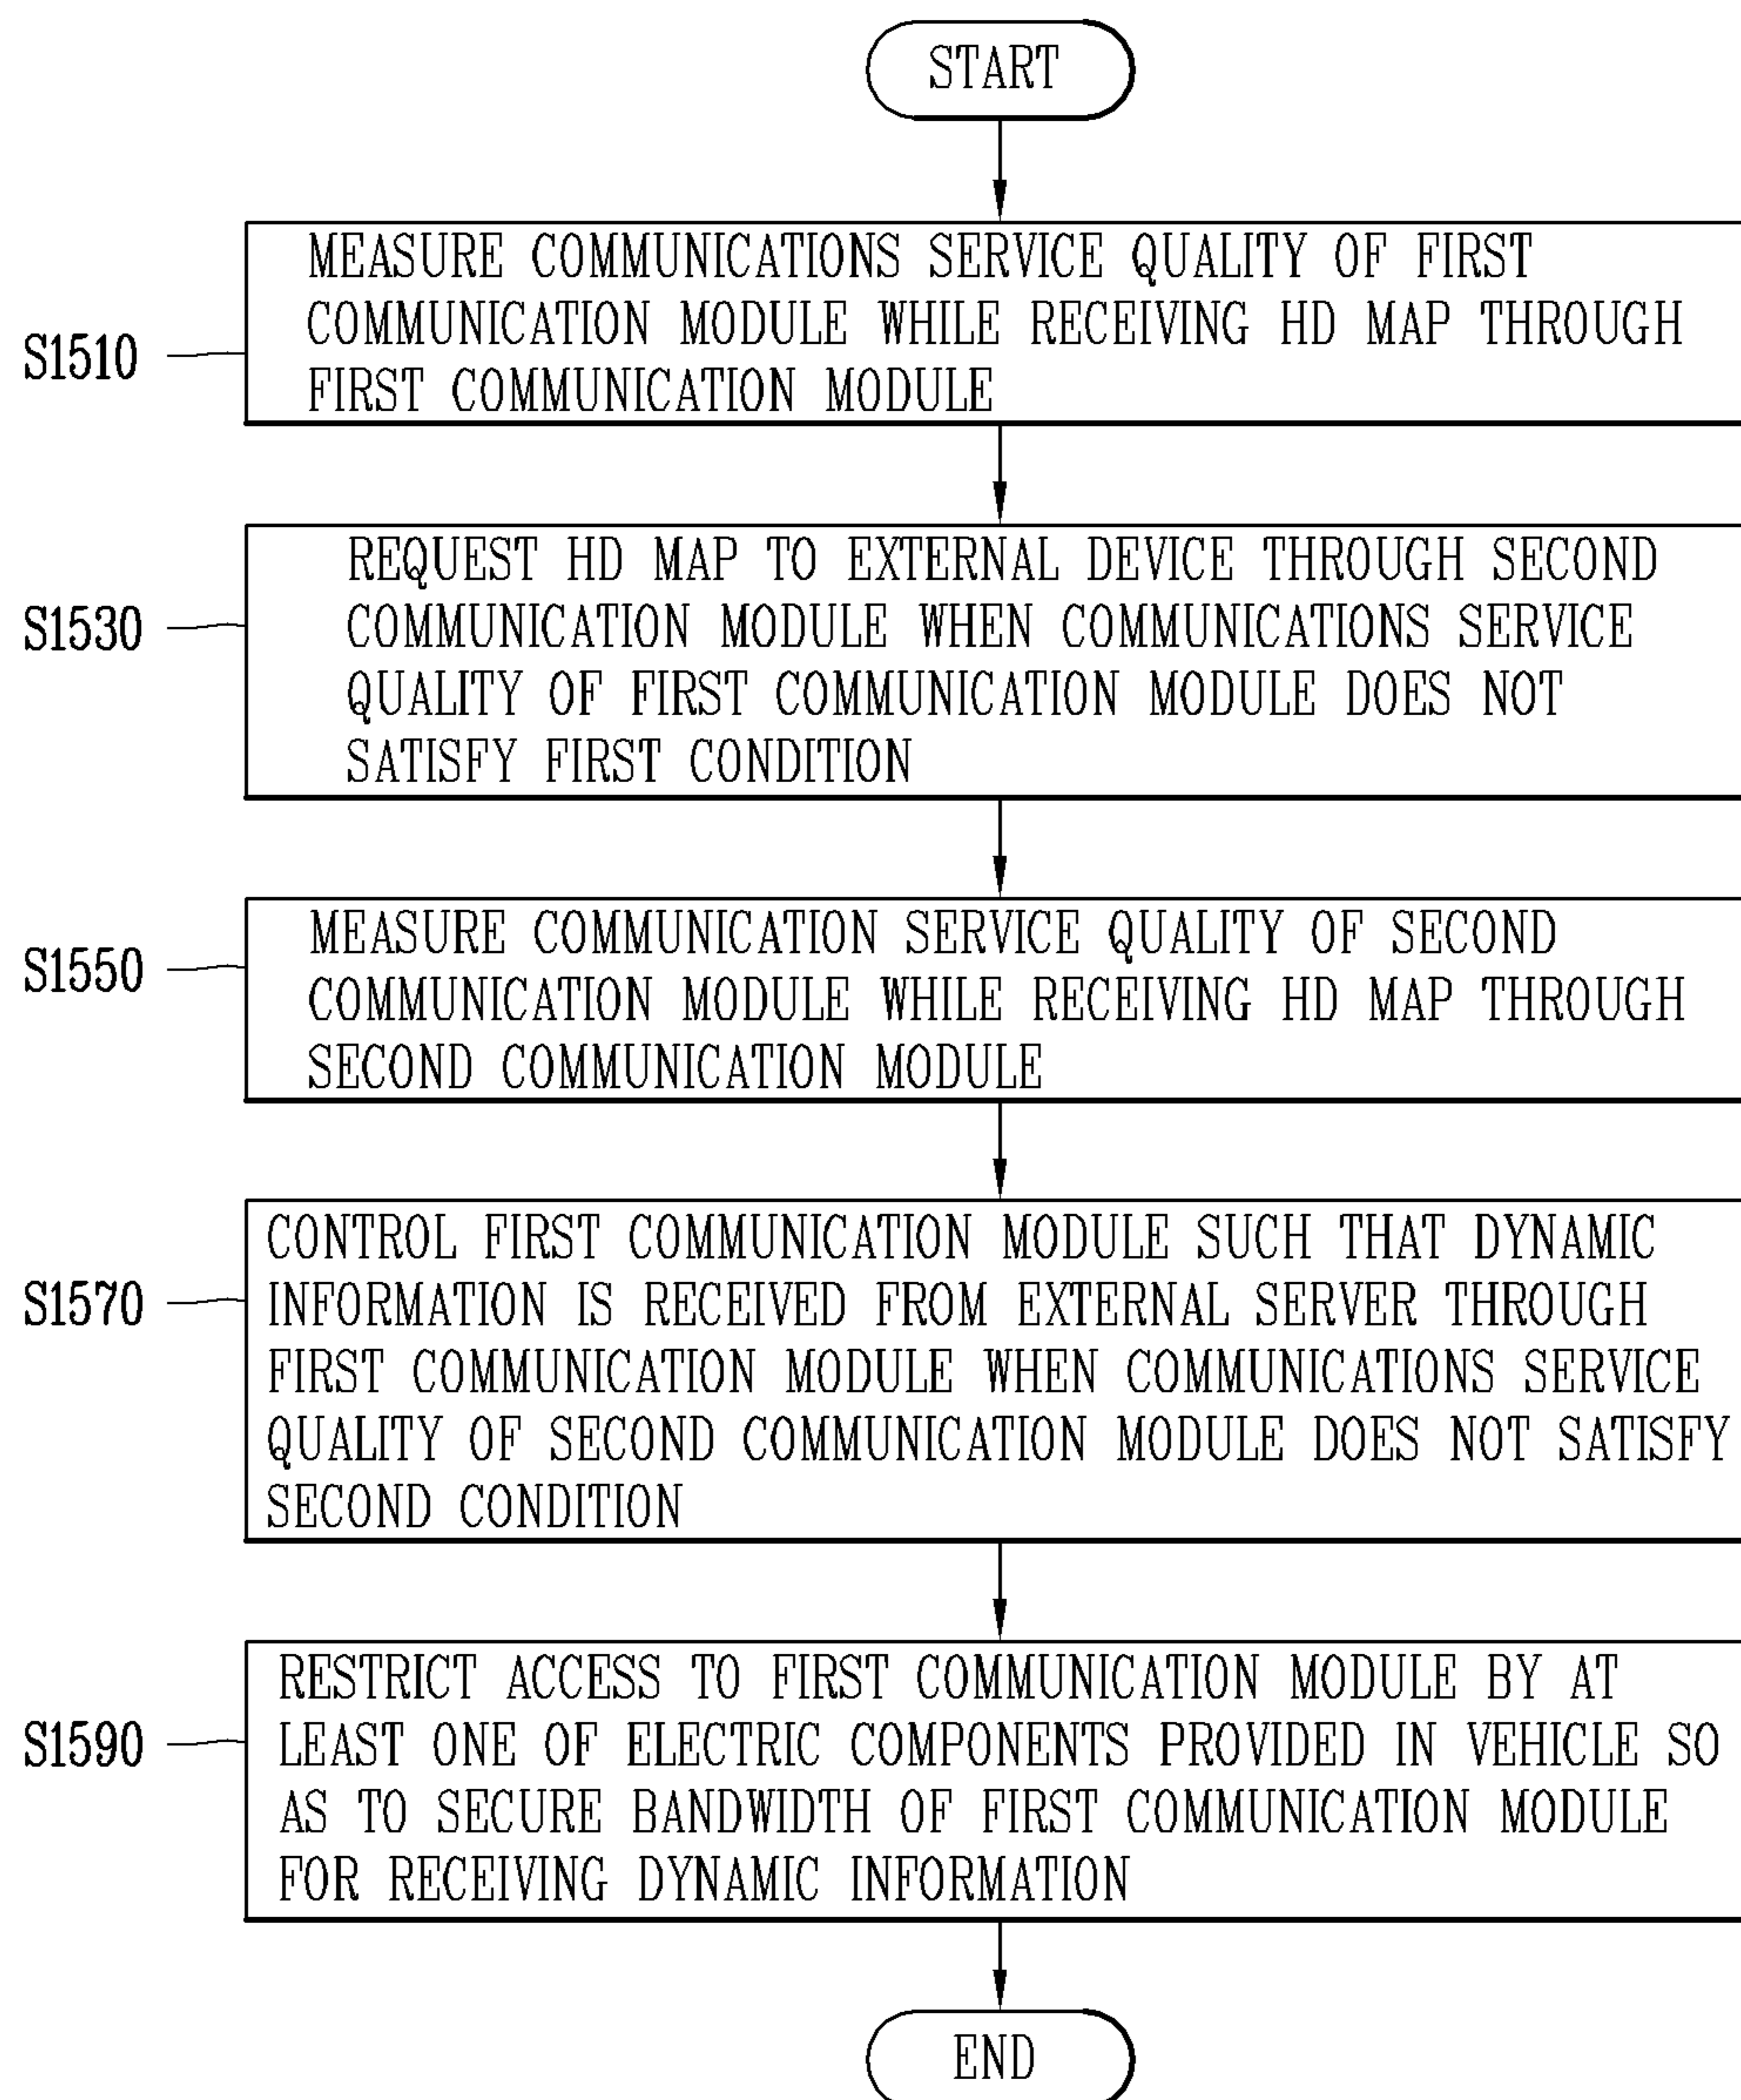 START
MEASURE COMMUNICATIONS SERVICE QUALITY OF FIRST
COMMUNICATION MODULE WHILE RECEIVING HD MAP THROUGH
FIRST COMMUNICATION MODULE
S1510
REQUEST HD MAP TO EXTERNAL DEVICE THROUGH SECOND
COMMUNICATION MODULE WHEN COMMUNICATIONS SERVICE
QUALITY OF FIRST COMMUNICATION MODULE DOES NOT
SATISFY FIRST CONDITION
S1530
MEASURE COMMUNICATION SERVICE QUALITY OF SECOND
COMMUNICATION MODULE WHILE RECEIVING HD MAP THROUGH
SECOND COMMUNICATION MODULE
S1550
CONTROL FIRST COMMUNICATION MODULE SUCH THAT DYNAMIC
INFORMATION IS RECEIVED FROM EXTERNAL SERVER THROUGH
FIRST COMMUNICATION MODULE WHEN COMMUNICATIONS SERVICE
QUALITY OF SECOND COMMUNICATION MODULE DOES NOT SATISFY
SECOND CONDITION
S1570
RESTRICT ACCESS TO FIRST COMMUNICATION MODULE BY AT
LEAST ONE OF ELECTRIC COMPONENTS PROVIDED IN VEHICLE SO
AS TO SECURE BANDWIDTH OF FIRST COMMUNICATION MODULE
FOR RECEIVING DYNAMIC INFORMATION
S1590
END